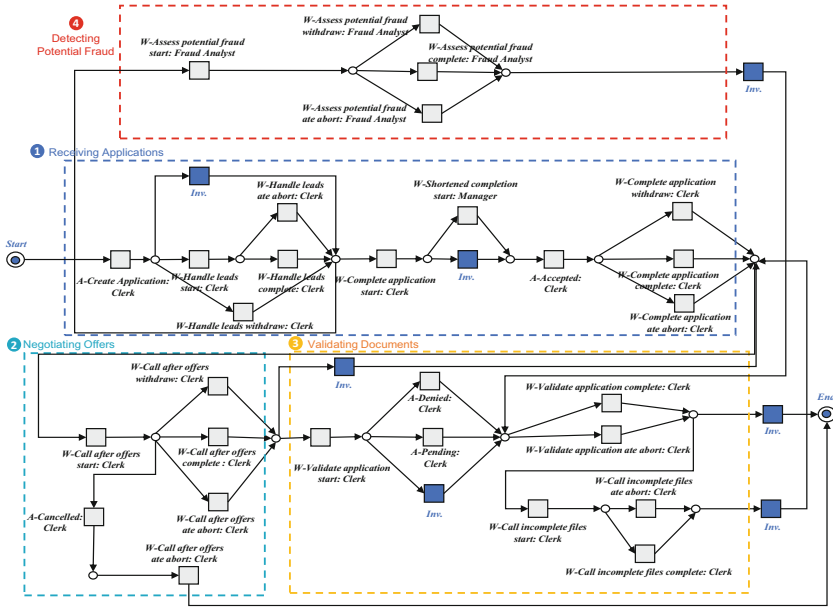 4
Detecting
Potential Fraud
W-Assess potential fraud
start: Fraud Analyst
W-Assess potential fraud
withdraw: Fraud Analyst
W-Assess potential fraud
complete: Fraud Analyst
W-Assess potential fraud
ate abort: Fraud Analyst
Inv.
1 Receiving Applications
Start
A-Create Application:
Clerk
Inv.
W-Handle leads
ate abort: Clerk
W-Handle leads
start: Clerk
W-Handle leads
complete: Clerk
W-Handle leads withdraw: Clerk
W-Complete application
start: Clerk
W-Shortened completion
start: Manager
Inv.
A-Accepted:
Clerk
W-Complete application
withdraw: Clerk
W-Complete application
complete: Clerk
W-Complete application
ate abort: Clerk
2 Negotiating Offers
W-Call after offers
withdraw: Clerk
W-Call after offers
start: Clerk
W-Call after offers
complete : Clerk
W-Call after offers
ate abort: Clerk
A-Cancelled:
Clerk
W-Call after offers
ate abort: Clerk
3 Validating Documents
Inv.
W-Validate application
start: Clerk
A-Denied:
Clerk
A-Pending:
Clerk
Inv.
W-Validate application complete: Clerk
W-Validate application ate abort: Clerk
W-Call incomplete files
start: Clerk
W-Call incomplete files
ate abort: Clerk
W-Call incomplete files complete: Clerk
Inv.
Inv.
End